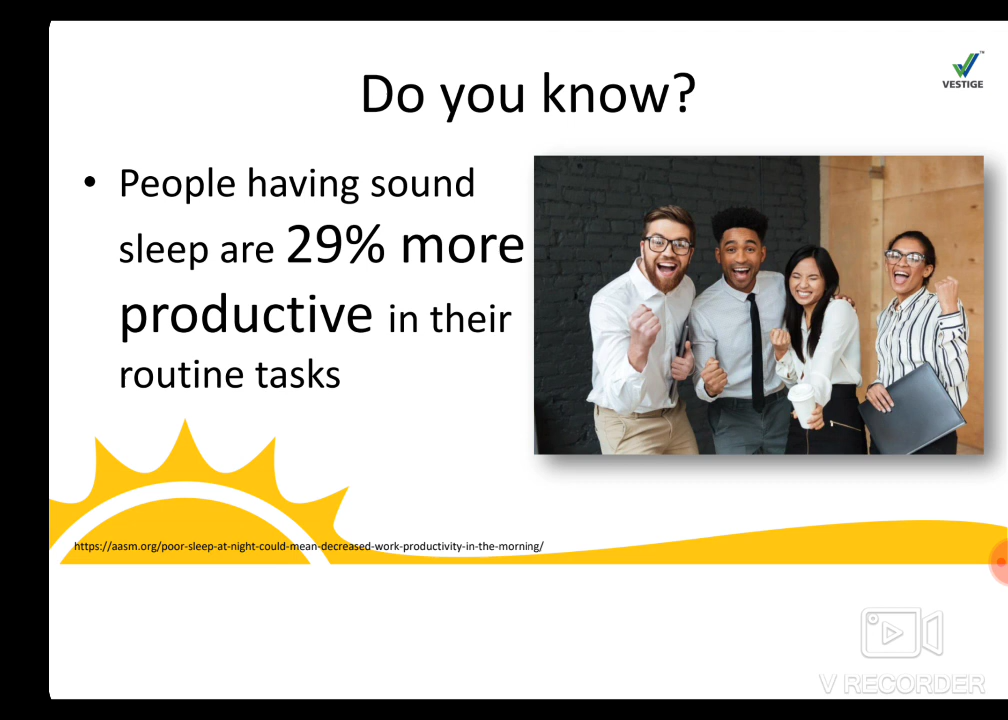 Do you know?
VESTIGE
TM
• People having sound
sleep are 29% more
productive in their
routine tasks
https://aasm.org/poor-sleep-at-night-could-mean-decreased-work-productivity-in-the-morning/
V RECORDER